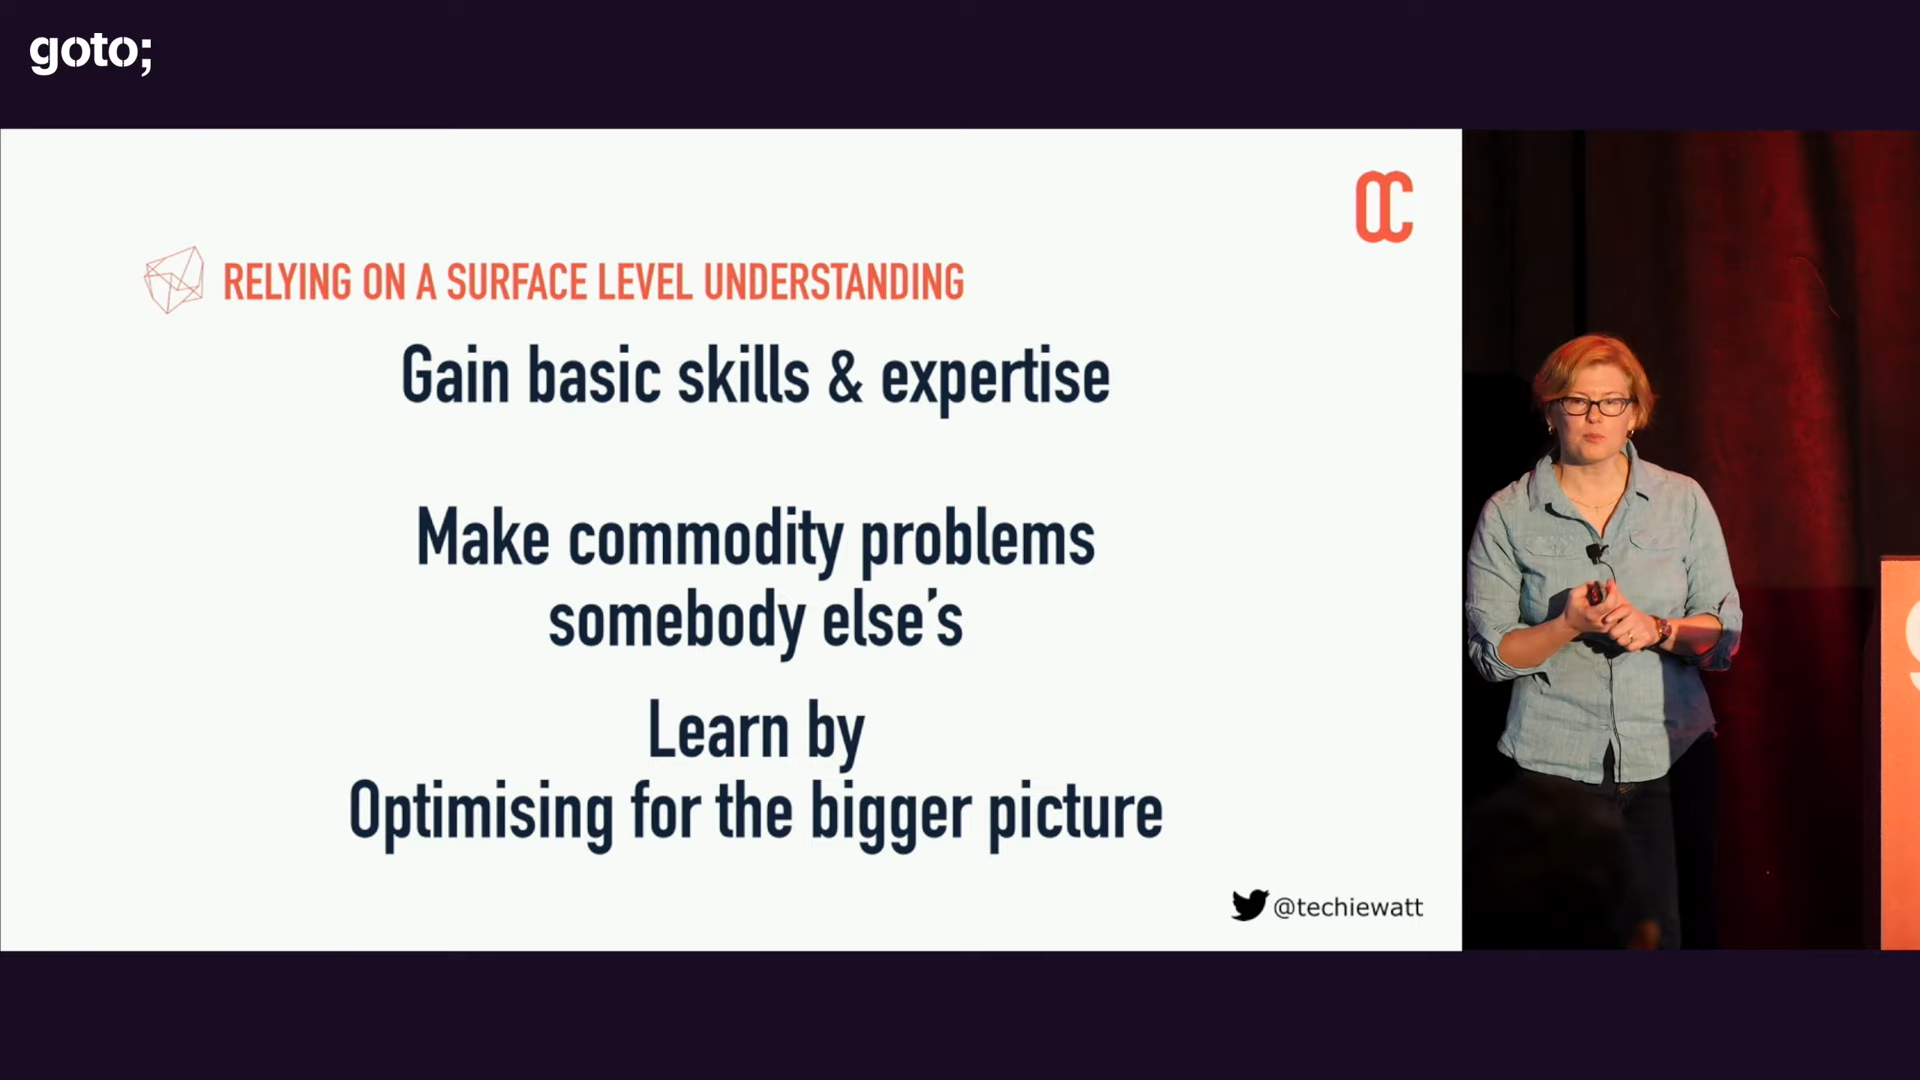 goto;
OC
RELYING ON A SURFACE LEVEL UNDERSTANDING
Gain basic skills & expertise
Make commodity problems
somebody else's
Learn by
Optimising for the bigger picture
@techiewatt